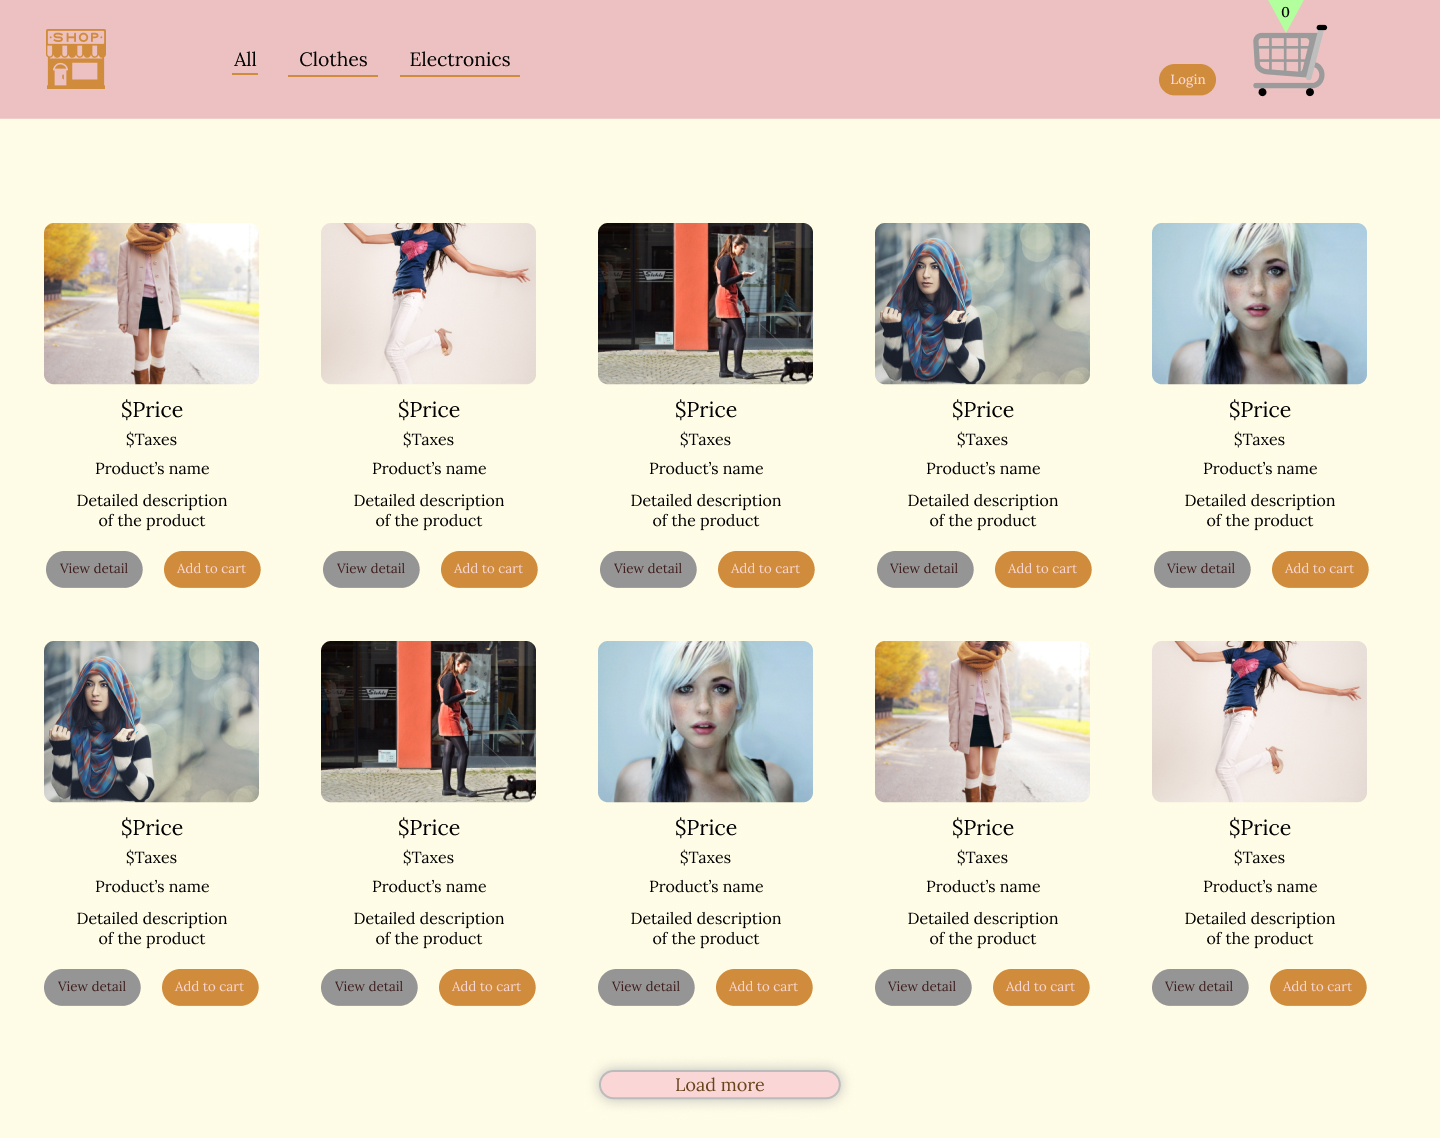 0
SHOP
All Clothes Electronics
Login
$Price $Price $Price $Price $Price
$Taxes $Taxes $Taxes $Taxes $Taxes
Product’s name Product’s name Product’s name Product’s name Product’s name
Detailed description Detailed description Detailed description Detailed description Detailed description
of the product of the product of the product of the product of the product
View detail Add to cart View detail Add to cart View detail Add to cart View detail Add to cart View detail Add to cart
$Price $Price $Price $Price $Price
$Taxes $Taxes $Taxes $Taxes $Taxes
Product’s name Product’s name Product’s name Product’s name Product’s name
Detailed description Detailed description Detailed description Detailed description Detailed description
of the product of the product of the product of the product of the product
View detail Add to cart View detail Add to cart View detail Add to cart View detail Add to cart View detail Add to cart
Load more